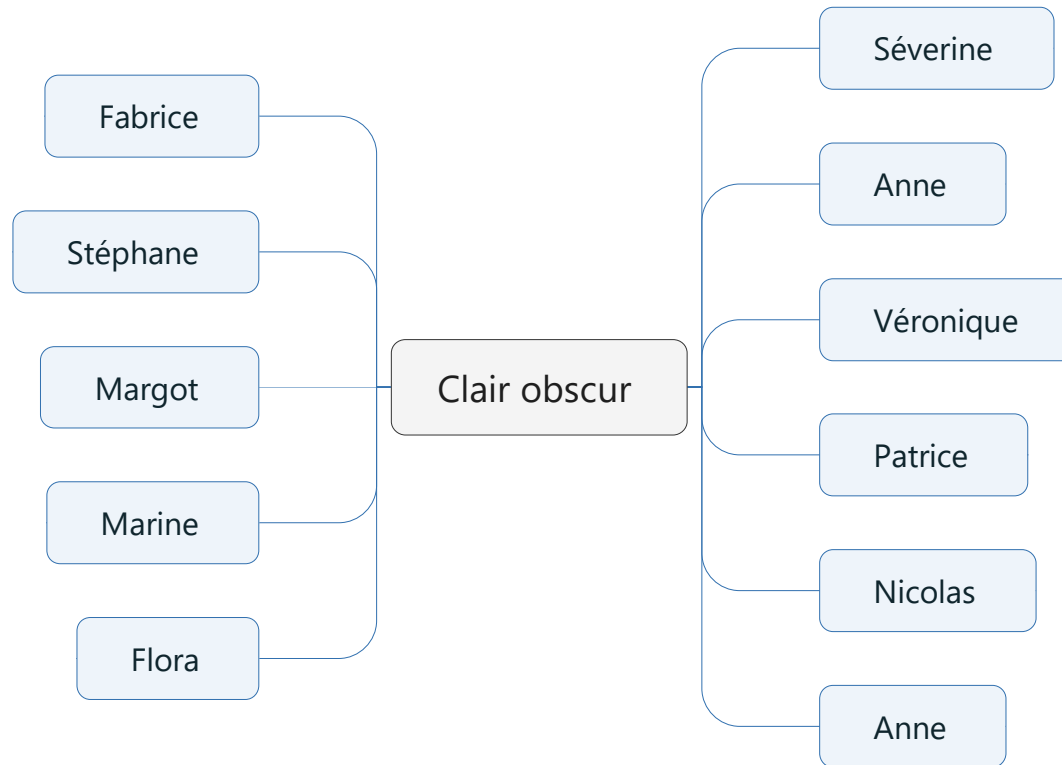 Fabrice
Stéphane
Margot
Marine
Flora
Clair obscur
Séverine
Anne
Véronique
Patrice
Nicolas
Anne